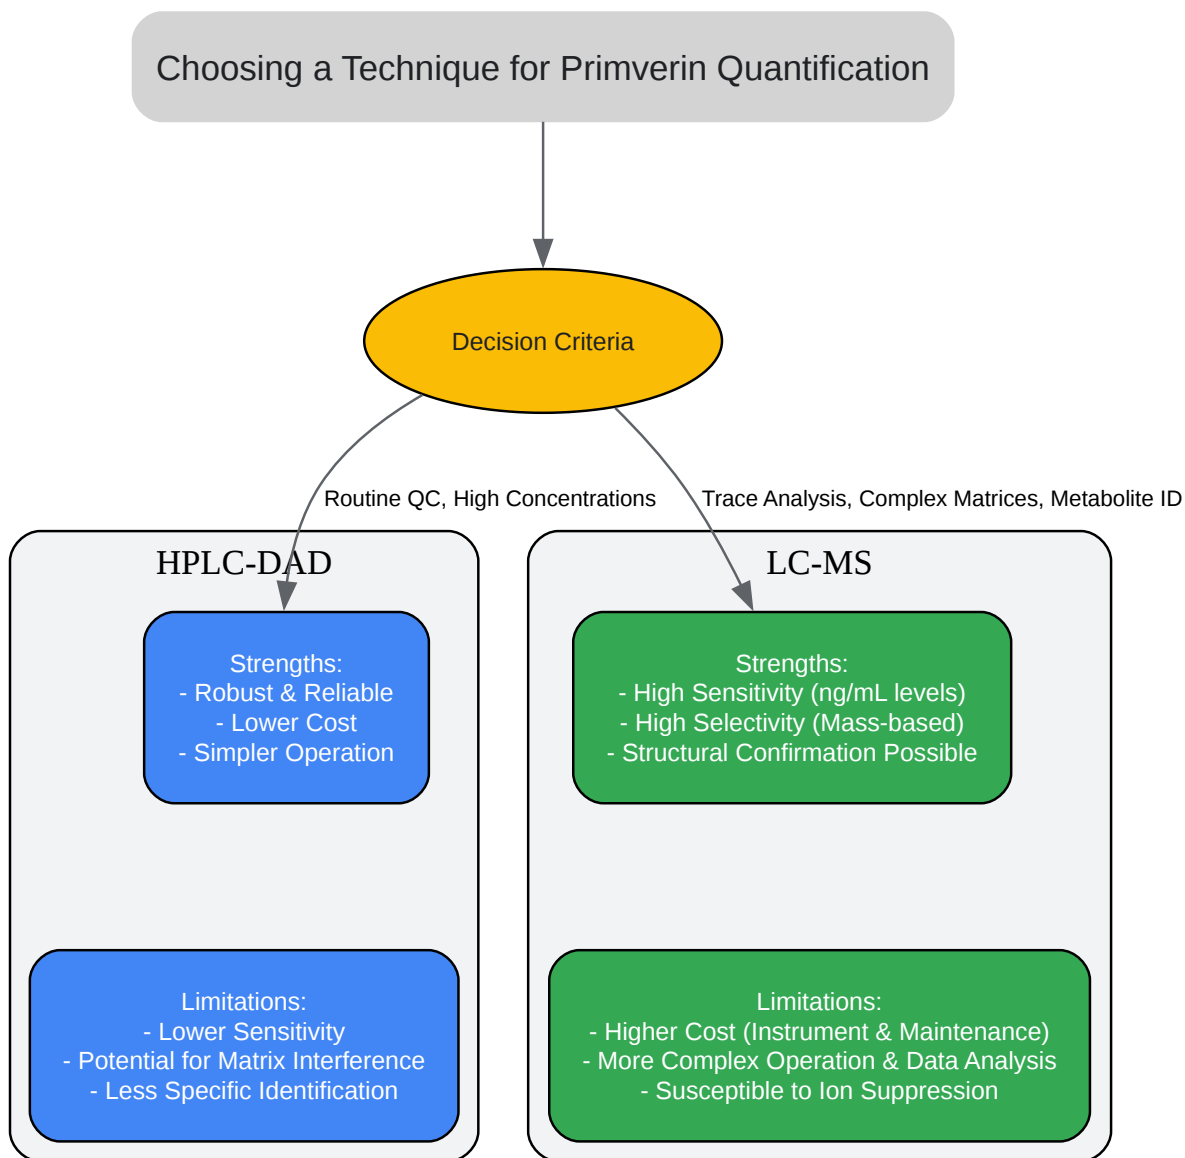 Choosing a Technique for Primverin Quantification
Decision Criteria
Routine QC, High Concentrations
Trace Analysis, Complex Matrices, Metabolite ID
HPLC-DAD
Strengths:
- Robust & Reliable
- Lower Cost
- Simpler Operation
Limitations:
- Lower Sensitivity
- Potential for Matrix Interference
- Less Specific Identification
LC-MS
Strengths:
- High Sensitivity (ng/mL levels)
- High Selectivity (Mass-based)
- Structural Confirmation Possible
Limitations:
- Higher Cost (Instrument & Maintenance)
- More Complex Operation & Data Analysis
- Susceptible to Ion Suppression